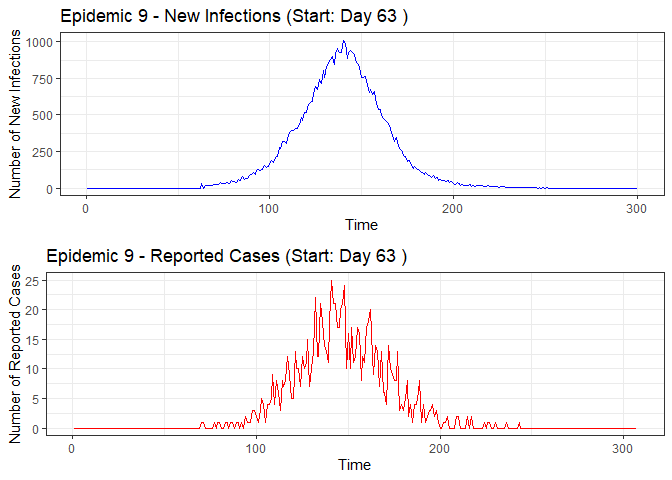 Epidemic 9 - New Infections (Start: Day 63 )
Number of New Infections
1000
750
500
250
0
0 100 200 300
Time
Epidemic 9 - Reported Cases (Start: Day 63 )
Number of Reported Cases
25
20
15
10
5
0
0 100 200 300
Time